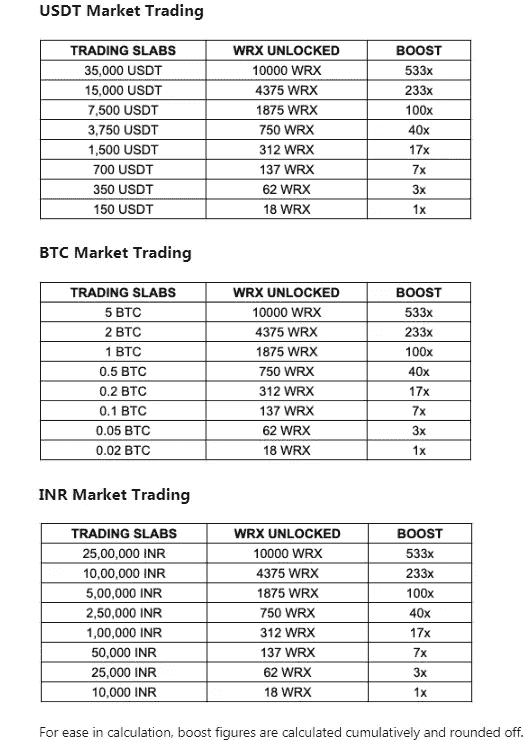 USDT Market Trading
TRADING SLABS WRX UNLOCKED BOOST
35,000 USDT 10000 WRX 533x
15,000 USDT 4375 WRX 233x
7,500 USDT 1875 WRX 100x
3,750 USDT 750 WRX 40x
1,500 USDT 312 WRX 17x
700 USDT 137 WRX 7x
350 USDT 62 WRX 3x
150 USDT 18 WRX 1x
BTC Market Trading
TRADING SLABS WRX UNLOCKED BOOST
5 BTC 10000 WRX 533x
2 BTC 4375 WRX 233x
1 BTC 1875 WRX 100x
0.5 BTC 750 WRX 40x
0.2 BTC 312 WRX 17x
0.1 BTC 137 WRX 7x
0.05 BTC 62 WRX 3x
0.02 BTC 18 WRX 1x
INR Market Trading
TRADING SLABS WRX UNLOCKED BOOST
25,00,000 INR 10000 WRX 533x
10,00,000 INR 4375 WRX 233x
5,00,000 INR 1875 WRX 100x
2,50,000 INR 750 WRX 40x
1,00,000 INR 312 WRX 17x
50,000 INR 137 WRX 7x
25,000 INR 62 WRX 3x
10,000 INR 18 WRX 1x
For ease in calculation, boost figures are calculated cumulatively and rounded off.